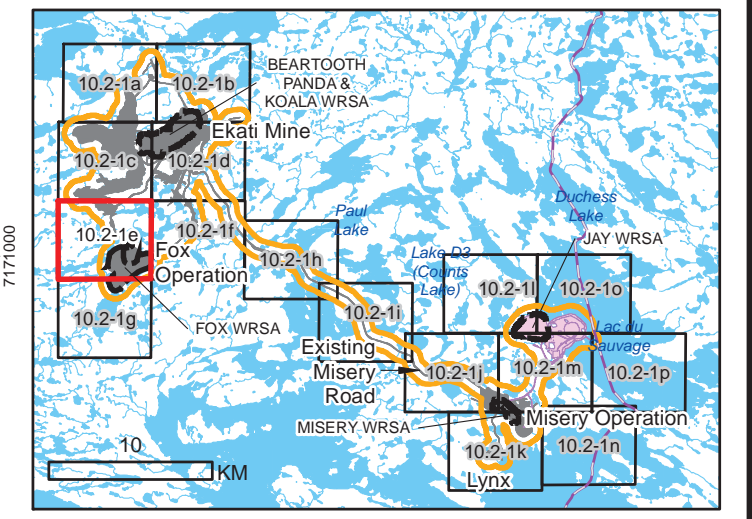 BEARTOOTH
PANDA &
KOALA WRSA
10.2-1a
10.2-1b
Ekati Mine
10.2-1c
10.2-1d
7171000
10.2-1e
10.2-1f
Fox
Operation
10.2-1g
FOX WRSA
Paul
Lake
10.2-1h
Duchess
Lake
JAY WRSA
Lake D3
(Counts
Lake)
10.2-1l
10.2-1o
10.2-1i
Lac du
Sauvage
Existing
Misery
Road
10.2-1j
10.2-1m
10.2-1p
MISERY WRSA
Misery Operation
10.2-1k
10.2-1n
Lynx
10
KM